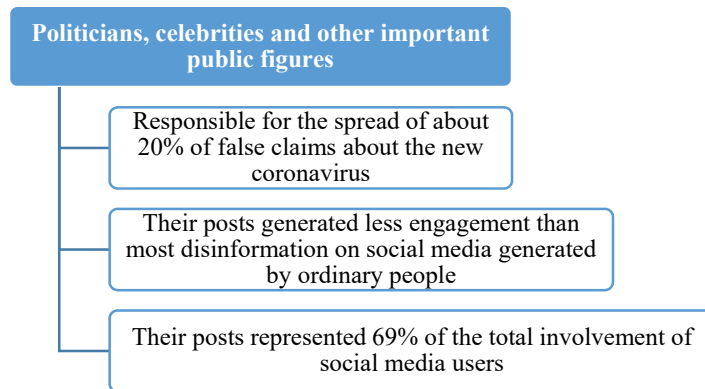 Politicians, celebrities and other important
public figures
Responsible for the spread of about
20% of false claims about the new
coronavirus
Their posts generated less engagement than
most disinformation on social media generated
by ordinary people
Their posts represented 69% of the total involvement of
social media users